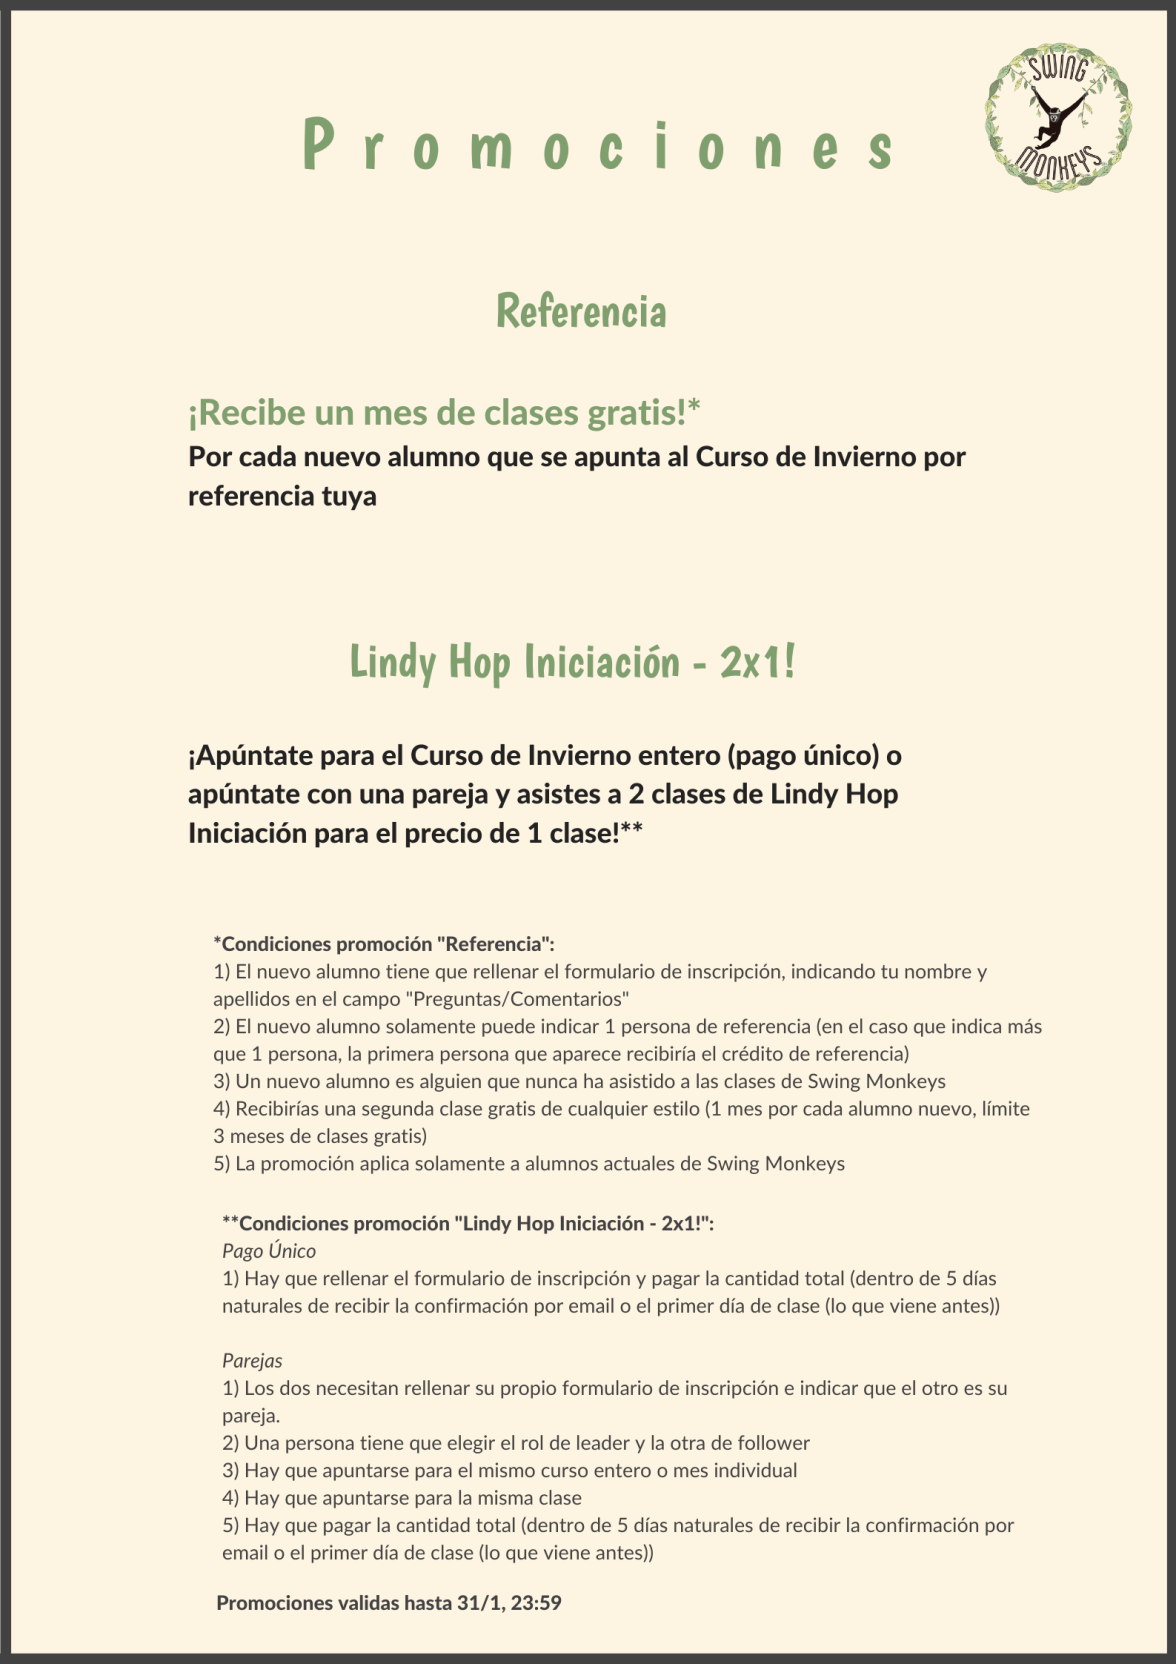 SWING
MONKEYS
Promociones
Referencia
¡Recibe un mes de clases gratis!*
Por cada nuevo alumno que se apunta al Curso de Invierno por
referencia tuya
Lindy Hop Iniciación - 2x1!
¡Apúntate para el Curso de Invierno entero (pago único) o
apúntate con una pareja y asistes a 2 clases de Lindy Hop
Iniciación para el precio de 1 clase!**
*Condiciones promoción "Referencia":
1) El nuevo alumno tiene que rellenar el formulario de inscripción, indicando tu nombre y
apellidos en el campo "Preguntas/Comentarios"
2) El nuevo alumno solamente puede indicar 1 persona de referencia (en el caso que indica más
que 1 persona, la primera persona que aparece recibiría el crédito de referencia)
3) Un nuevo alumno es alguien que nunca ha asistido a las clases de Swing Monkeys
4) Recibirías una segunda clase gratis de cualquier estilo (1 mes por cada alumno nuevo, límite
3 meses de clases gratis)
5) La promoción aplica solamente a alumnos actuales de Swing Monkeys
**Condiciones promoción "Lindy Hop Iniciación - 2x1!":
Pago Único
1) Hay que rellenar el formulario de inscripción y pagar la cantidad total (dentro de 5 días
naturales de recibir la confirmación por email o el primer día de clase (lo que viene antes))
Parejas
1) Los dos necesitan rellenar su propio formulario de inscripción e indicar que el otro es su
pareja.
2) Una persona tiene que elegir el rol de leader y la otra de follower
3) Hay que apuntarse para el mismo curso entero o mes individual
4) Hay que apuntarse para la misma clase
5) Hay que pagar la cantidad total (dentro de 5 días naturales de recibir la confirmación por
email o el primer día de clase (lo que viene antes))
Promociones validas hasta 31/1, 23:59